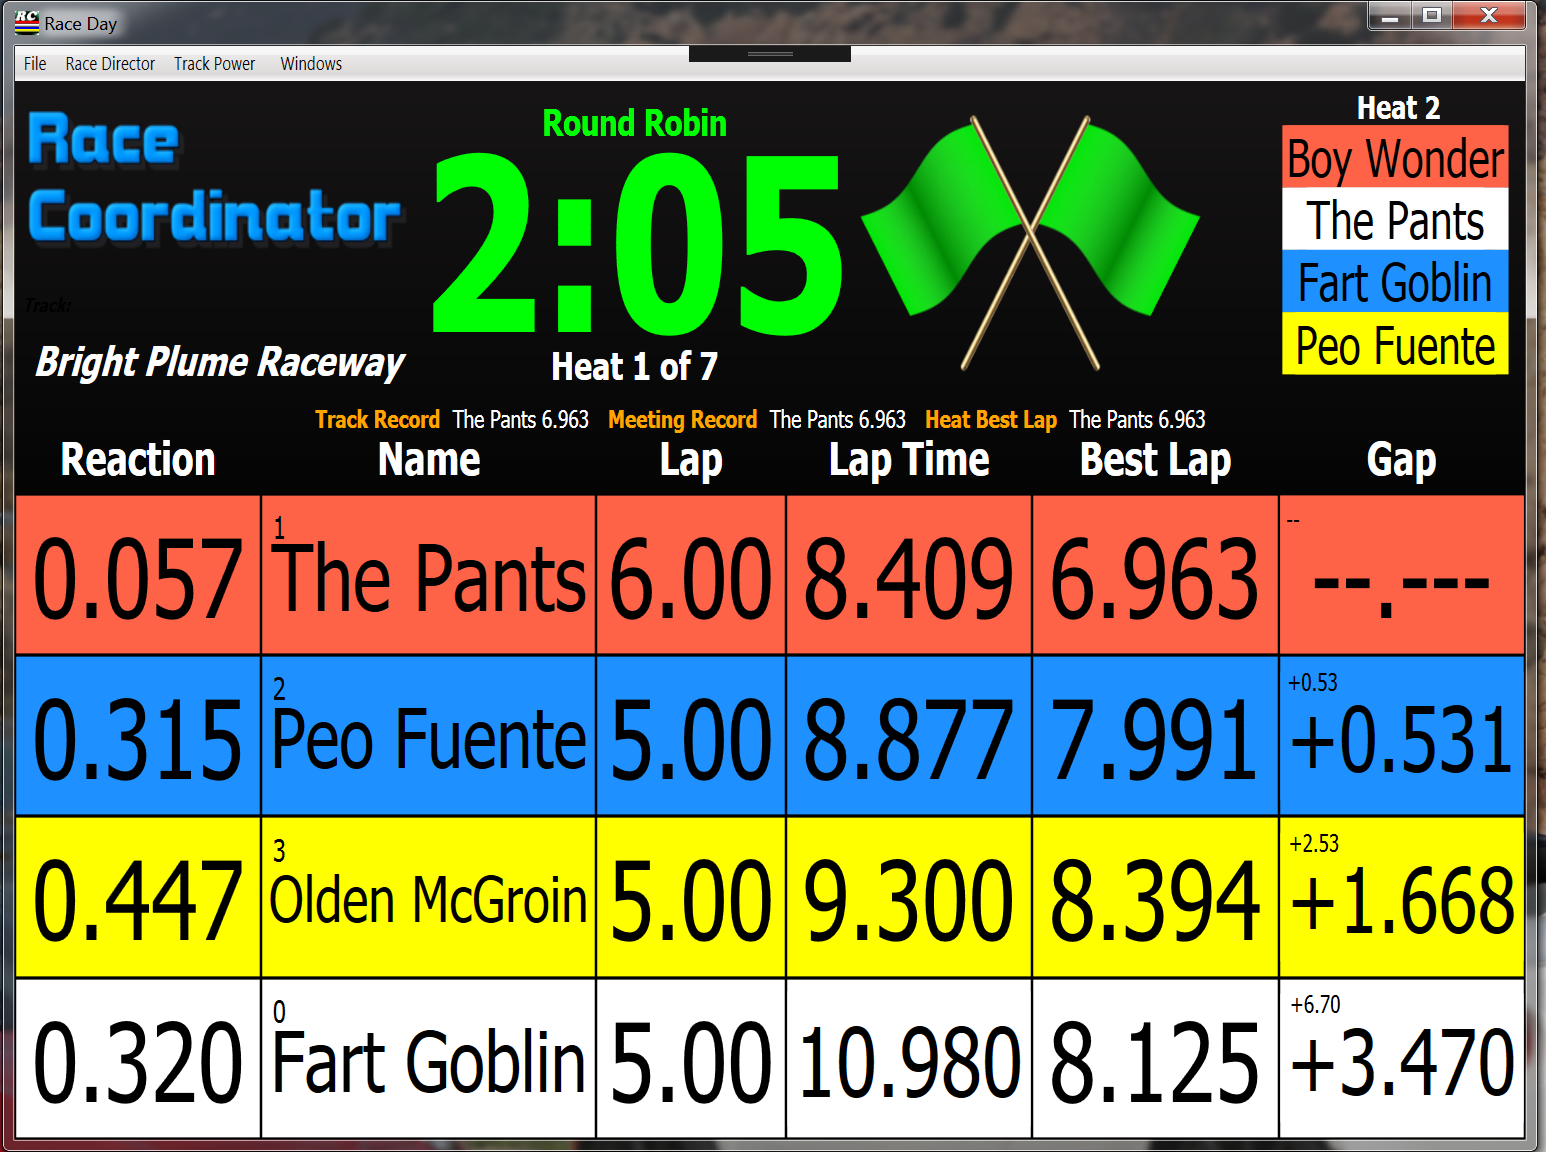 RC Race Day
File Race Director Track Power Windows
Race
Coordinator
Track:
Bright Plume Raceway
Round Robin
2:05
Heat 1 of 7
Heat 2
Boy Wonder
The Pants
Fart Goblin
Peo Fuente
Track Record The Pants 6.963 Meeting Record The Pants 6.963 Heat Best Lap The Pants 6.963
Reaction Name Lap Lap Time Best Lap Gap
0.057 1 The Pants 6.00 8.409 6.963 -- --.---
0.315 2 Peo Fuente 5.00 8.877 7.991 +0.53 +0.531
0.447 3 Olden McGroin 5.00 9.300 8.394 +2.53 +1.668
0.320 0 Fart Goblin 5.00 10.980 8.125 +6.70 +3.470